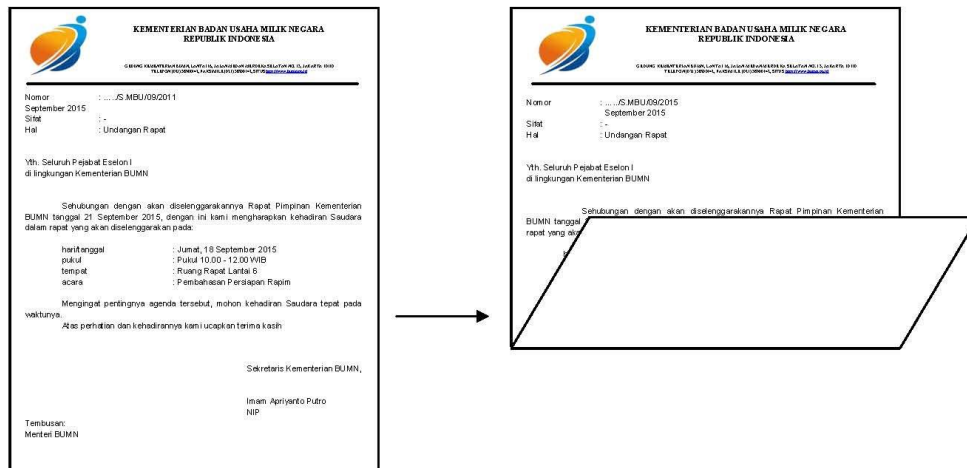 KEMENTERIAN BADAN USAHA MILIK NEGARA
REPUBLIK INDONESIA
Nomor : ...../S.MBU/09/2011
September 2015
Sifat : -
Hal : Undangan Rapat
Yth. Seluruh Pejabat Eselon I
di lingkungan Kementerian BUMN
Sehubungan dengan akan diselenggarakannya Rapat Pimpinan Kementerian
BUMN tanggal 21 September 2015, dengan ini kami mengharapkan kehadiran Saudara
dalam rapat yang akan diselenggarakan pada:
hari/tanggal : Jumat, 18 September 2015
pukul : Pukul 10.00 - 12.00 WIB
tempat : Ruang Rapat Lantai 6
acara : Pembahasan Persiapan Rapim
Mengingat pentingnya agenda tersebut, mohon kehadiran Saudara tepat pada
waktunya.
Atas perhatian dan kehadirannya kami ucapkan terima kasih
Sekretaris Kementerian BUMN,
Imam Apriyanto Putro
NIP
Tembusan:
Menteri BUMN
KEMENTERIAN BADAN USAHA MILIK NEGARA
REPUBLIK INDONESIA
Nomor : ...../S.MBU/09/2015
September 2015
Sifat : -
Hal : Undangan Rapat
Yth. Seluruh Pejabat Eselon I
di lingkungan Kementerian BUMN
Sehubungan dengan akan diselenggarakannya Rapat Pimpinan Kementerian
BUMN tanggal
rapat yang aka